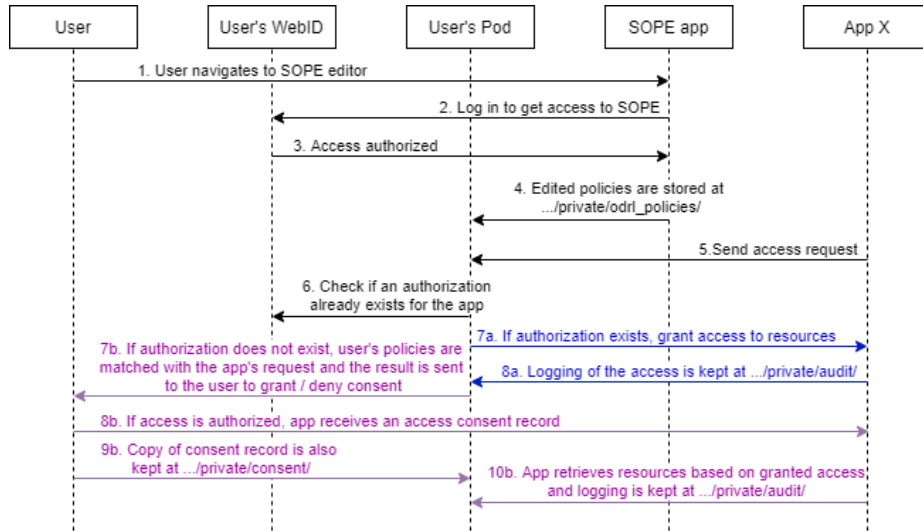 User
User's WebID
User's Pod
SOPE app
App X
1. User navigates to SOPE editor
2. Log in to get access to SOPE
3. Access authorized
4. Edited policies are stored at
.../private/odrl_policies/
5.Send access request
6. Check if an authorization
already exists for the app
7a. If authorization exists, grant access to resources
7b. If authorization does not exist, user's policies are
matched with the app's request and the result is sent
to the user to grant / deny consent
8a. Logging of the access is kept at .../private/audit/
8b. If access is authorized, app receives an access consent record
9b. Copy of consent record is also
kept at .../private/consent/
10b. App retrieves resources based on granted access
and logging is kept at .../private/audit/